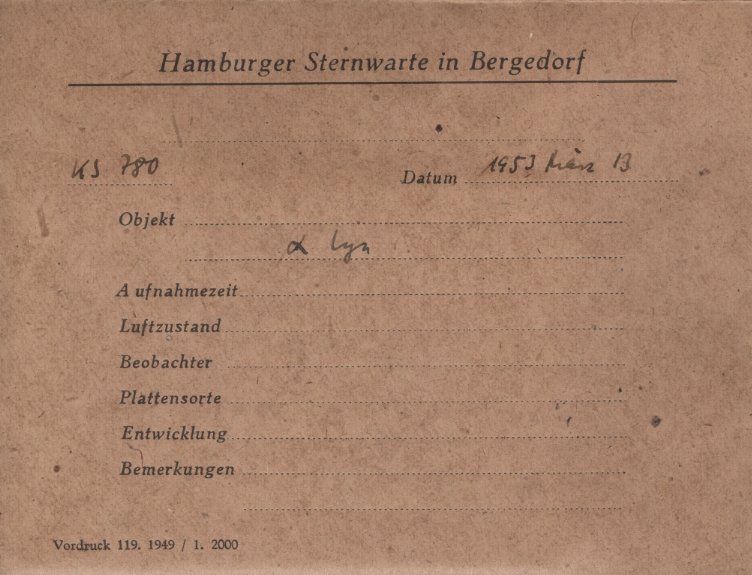 Hamburger Sternwarte in Bergedorf
KS 780 Datum 1953 März 13
Objekt
α Lyn
Aufnahmezeit
Luftzustand
Beobachter
Plattensorte
Entwicklung
Bemerkungen
Vordruck 119. 1949 / 1. 2000